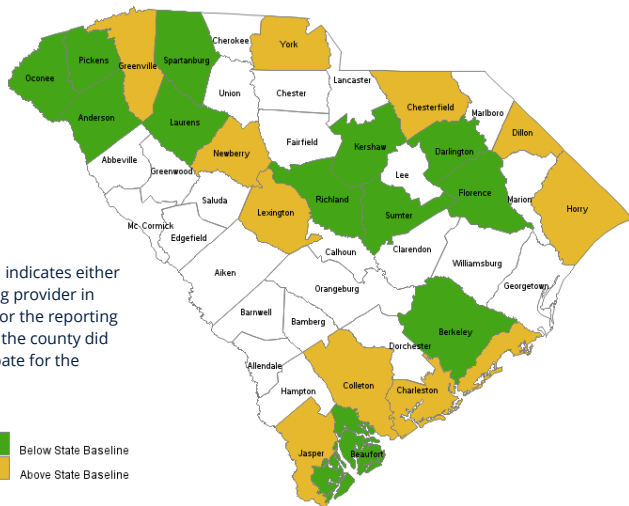 Cherokee
York
Pickens
Greenville
Spartanburg
Oconee
Lancaster
Union
Chester
Chesterfield
Marlboro
Anderson
Laurens
Dillon
Fairfield
Kershaw
Darlington
Newberry
Abbeville
Greenwood
Lee
Florence
Richland
Marion
Saluda
Horry
Lexington
Sumter
Mc Cormick
Edgefield
Calhoun
Clarendon
Williamsburg
Aiken
Georgetown
Orangeburg
Barnwell
Bamberg
Berkeley
Dorchester
Allendale
Colleton
Charleston
Hampton
Jasper
Beaufort
indicates either
g provider in
or the reporting
the county did
pate for the
Below State Baseline
Above State Baseline